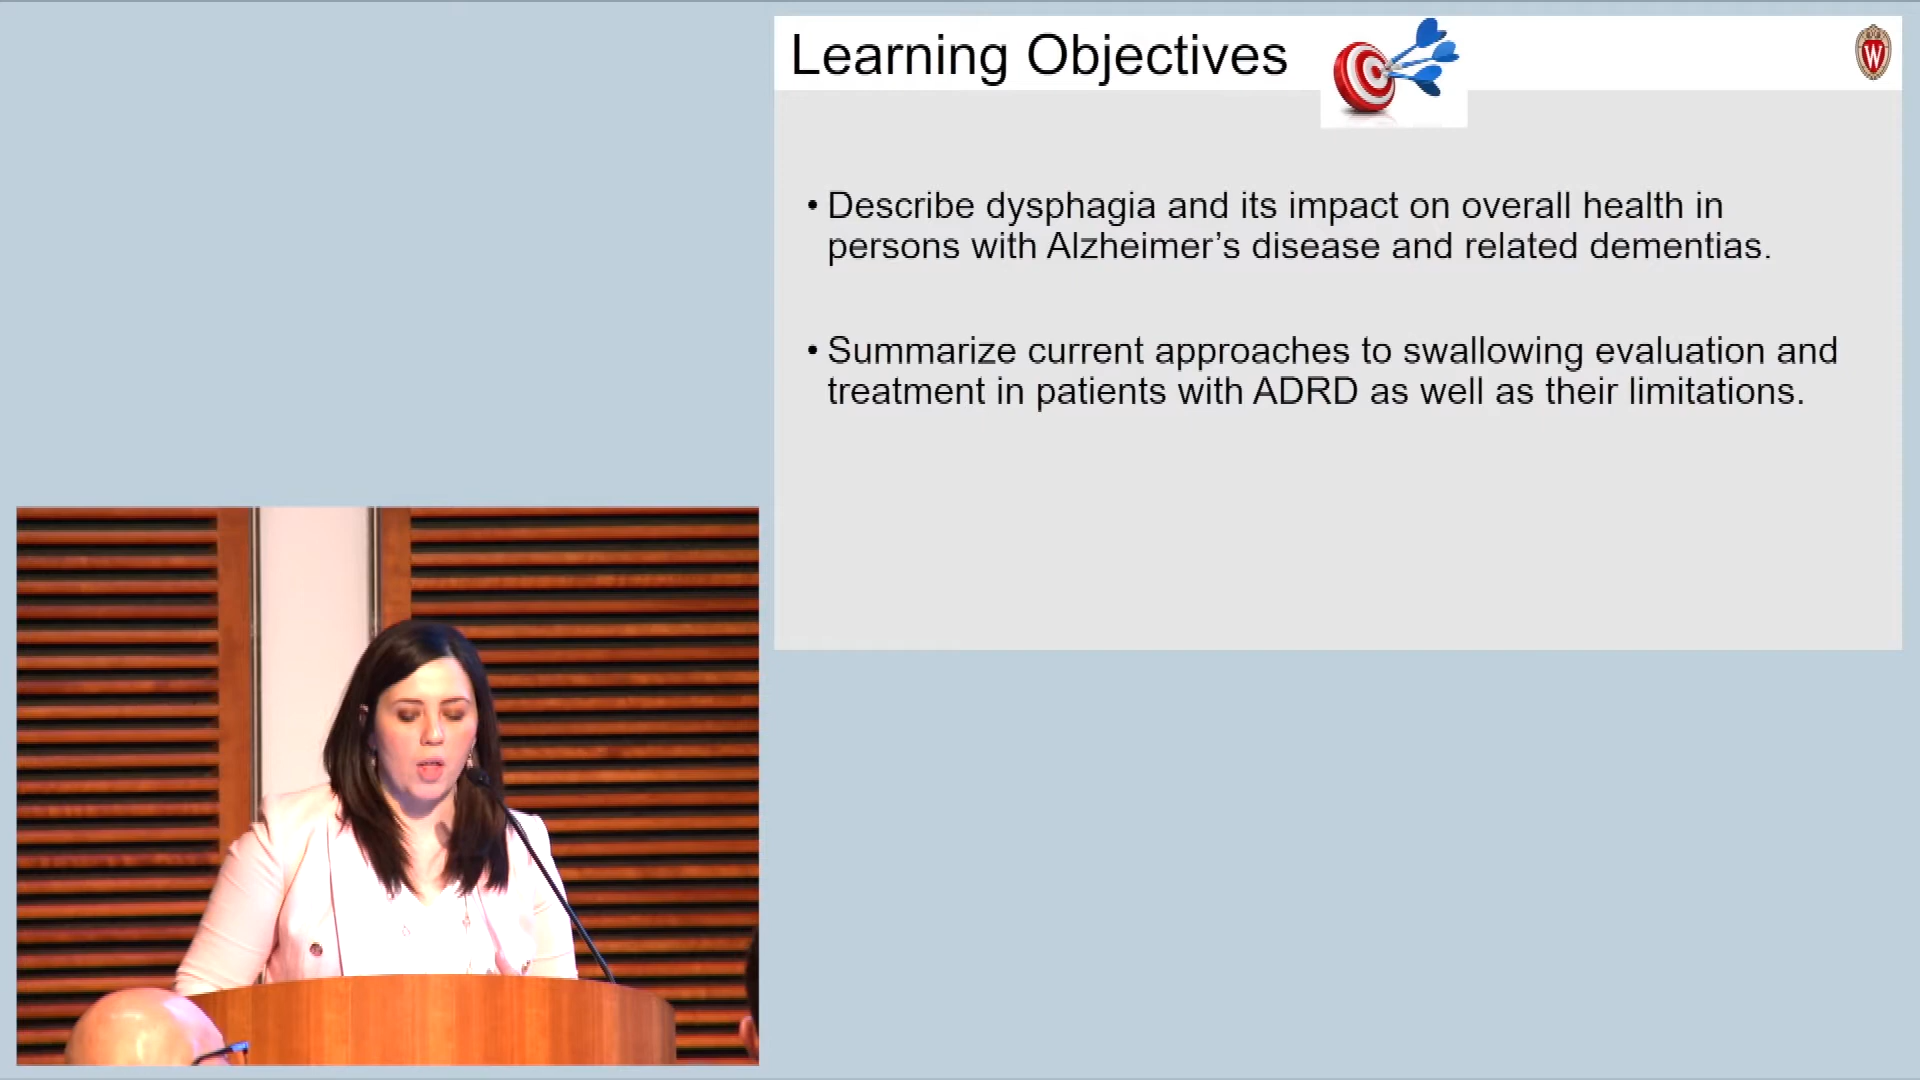 Learning Objectives
W
• Describe dysphagia and its impact on overall health in
persons with Alzheimer’s disease and related dementias.
• Summarize current approaches to swallowing evaluation and
treatment in patients with ADRD as well as their limitations.